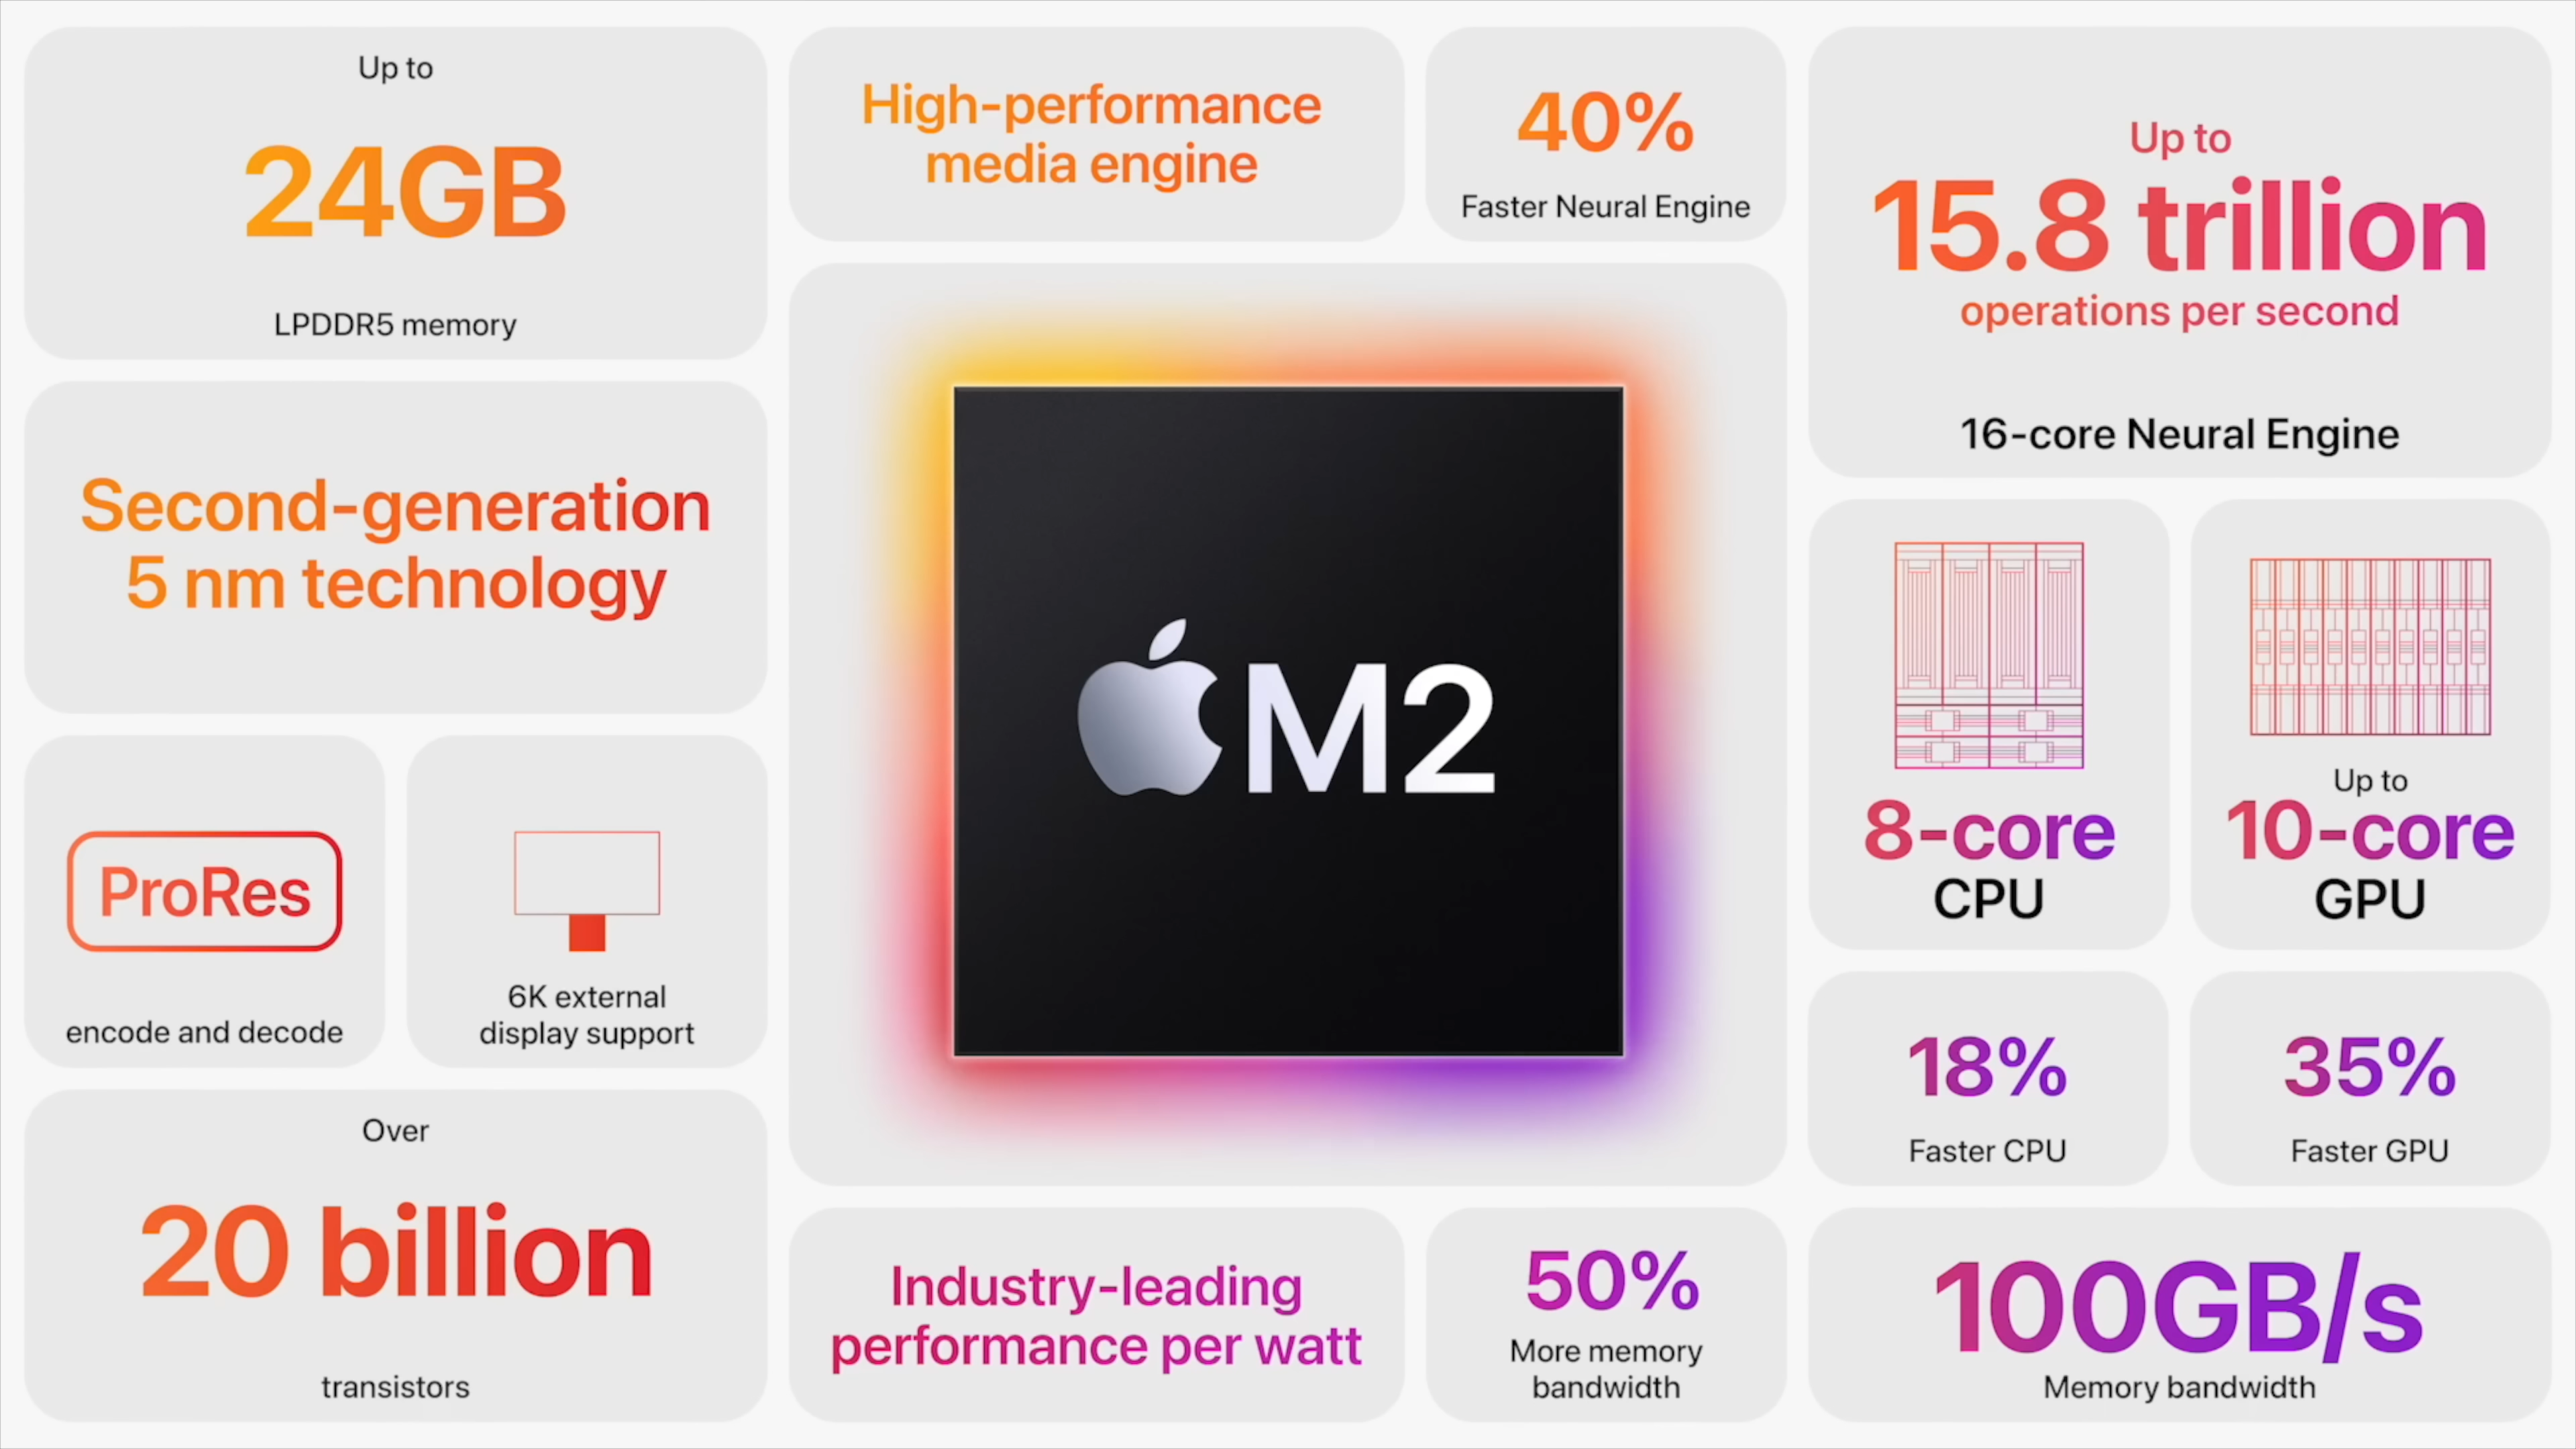 Up to
24GB
LPDDR5 memory
Second-generation
5 nm technology
ProRes
encode and decode
6K external
display support
Over
20 billion
transistors
High-performance
media engine
40%
Faster Neural Engine
M2
Industry-leading
performance per watt
50%
More memory
bandwidth
Up to
15.8 trillion
operations per second
16-core Neural Engine
8-core
CPU
Up to
10-core
GPU
18%
Faster CPU
35%
Faster GPU
100GB/s
Memory bandwidth